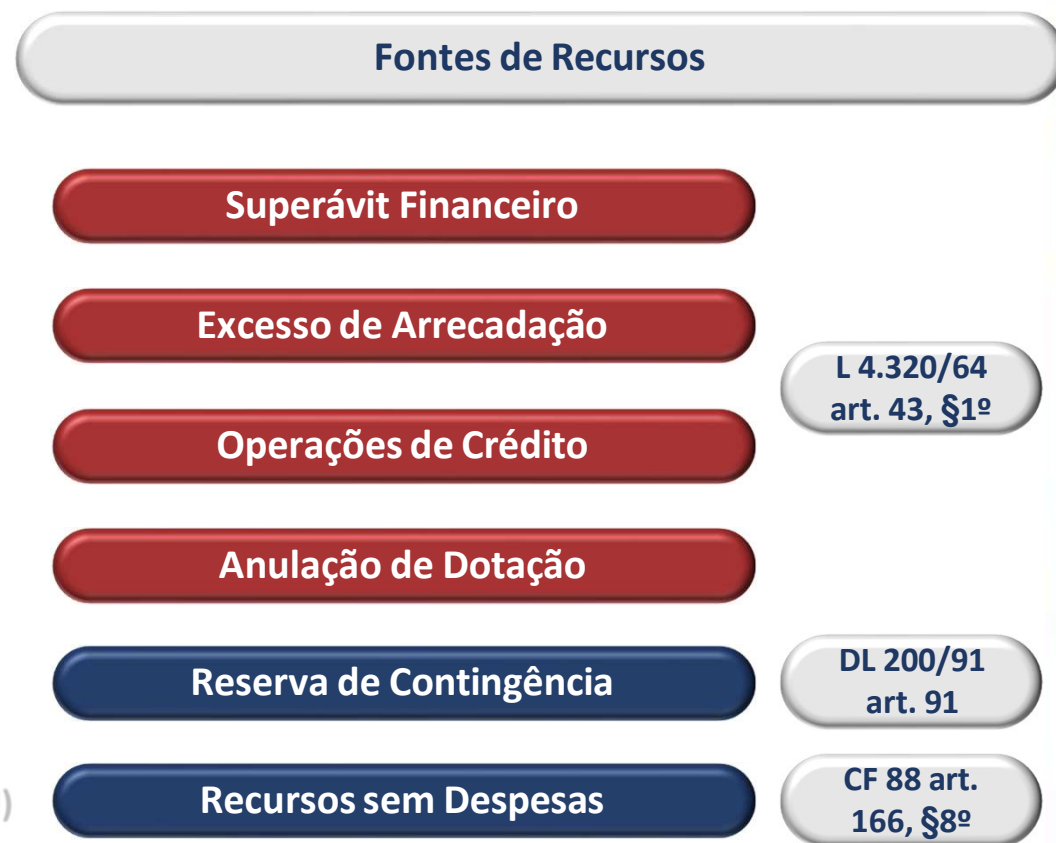 Fontes de Recursos
Superávit Financeiro
Excesso de Arrecadação
L 4.320/64
art. 43, §1º
Operações de Crédito
Anulação de Dotação
Reserva de Contingência
DL 200/91
art. 91
Recursos sem Despesas
CF 88 art.
166, §8º
)